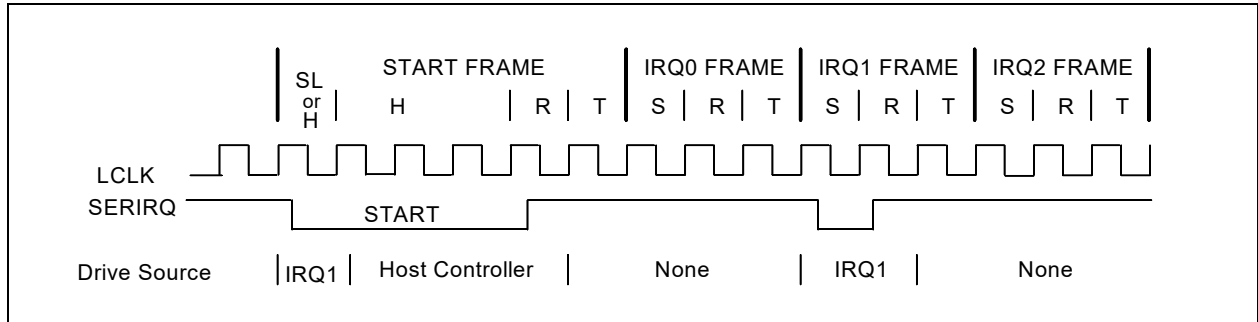 START FRAME IRQ0 FRAME IRQ1 FRAME IRQ2 FRAME
SL
or
H
H R T S R T S R T S R T
LCLK
SERIRQ START
Drive Source IRQ1 Host Controller None IRQ1 None